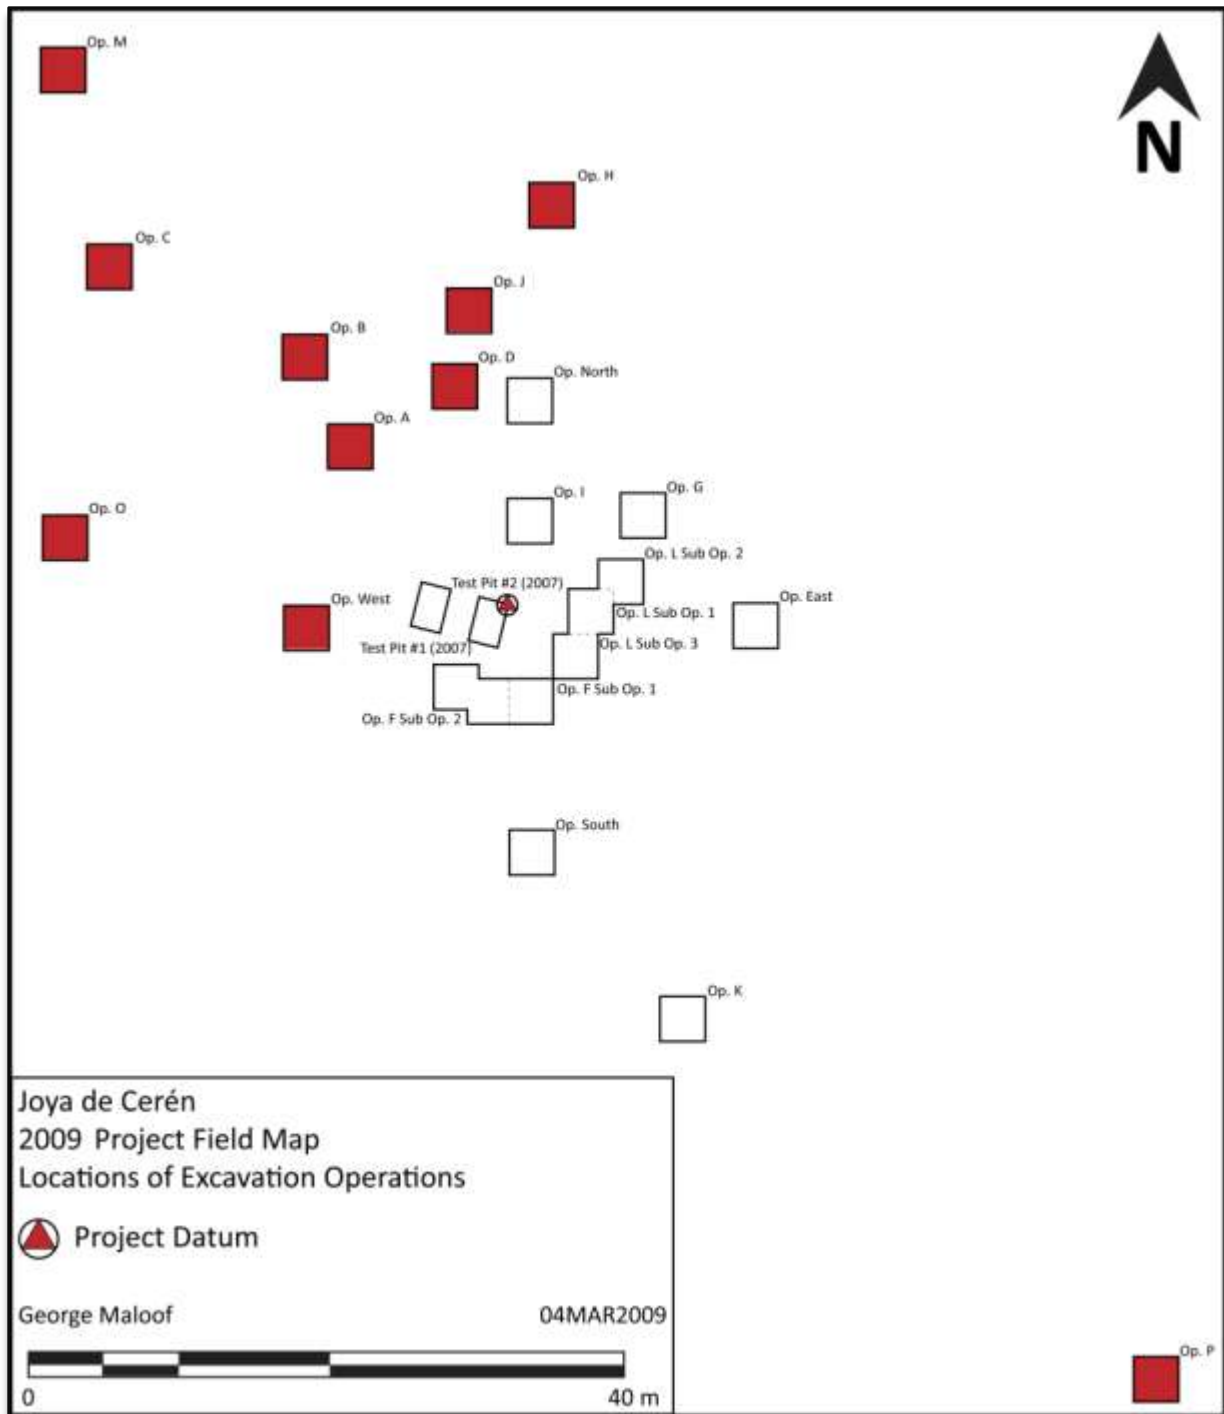 Op. M
N
Op. H
Op. C
Op. J
Op. B
Op. D
Op. North
Op. A
Op. I
Op. G
Op. O
Op. L Sub Op. 2
Test Pit #2 (2007)
Op. West
Op. East
Op. L Sub Op. 1
Op. L Sub Op. 3
Test Pit #1 (2007)
Op. F Sub Op. 1
Op. F Sub Op. 2
Op. South
Op. K
Joya de Cerén
2009 Project Field Map
Locations of Excavation Operations
Project Datum
George Maloof 04MAR2009
0 40 m
Op. P